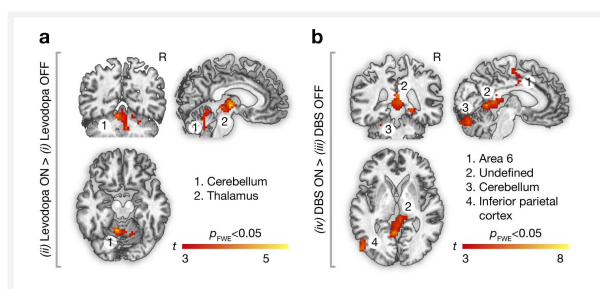 a
(ii) Levodopa ON > (i) Levodopa OFF
R
1
1
2
1
1. Cerebellum
2. Thalamus
pFWE<0.05
t
3 5
b
(iv) DBS ON > (iii) DBS OFF
R
2
3
1
2
3
2
4
1. Area 6
2. Undefined
3. Cerebellum
4. Inferior parietal
cortex
pFWE<0.05
t
3 8